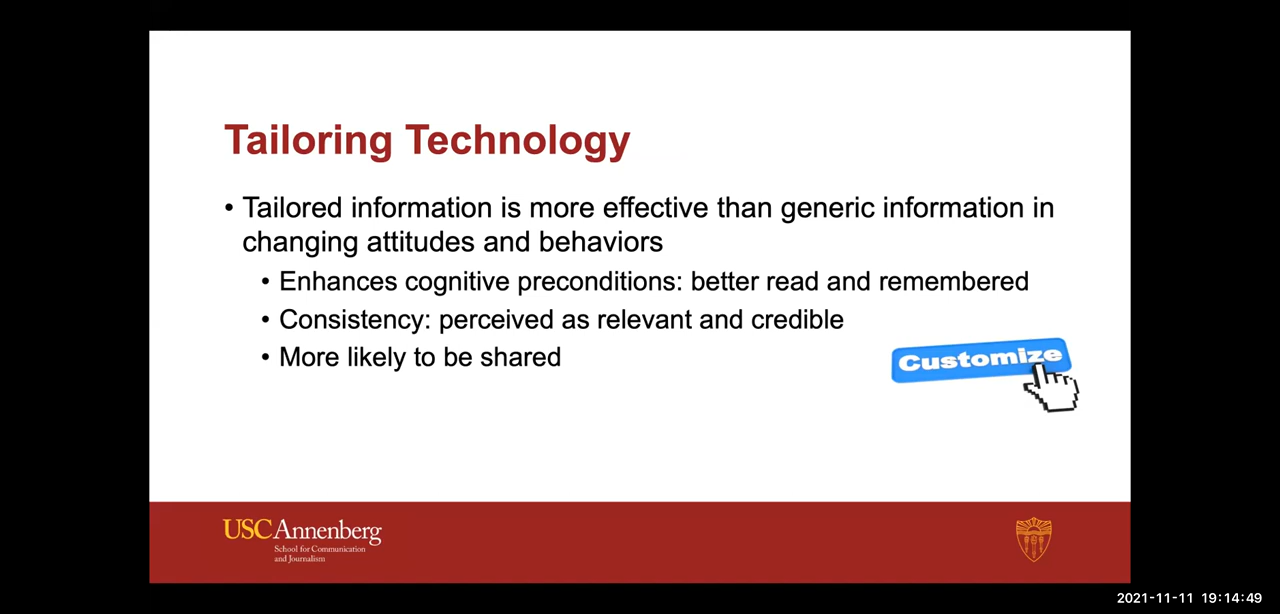 Tailoring Technology
• Tailored information is more effective than generic information in
changing attitudes and behaviors
• Enhances cognitive preconditions: better read and remembered
• Consistency: perceived as relevant and credible
• More likely to be shared
Customize
USC Annenberg
School for Communication
and Journalism
2021-11-11 19:14:49